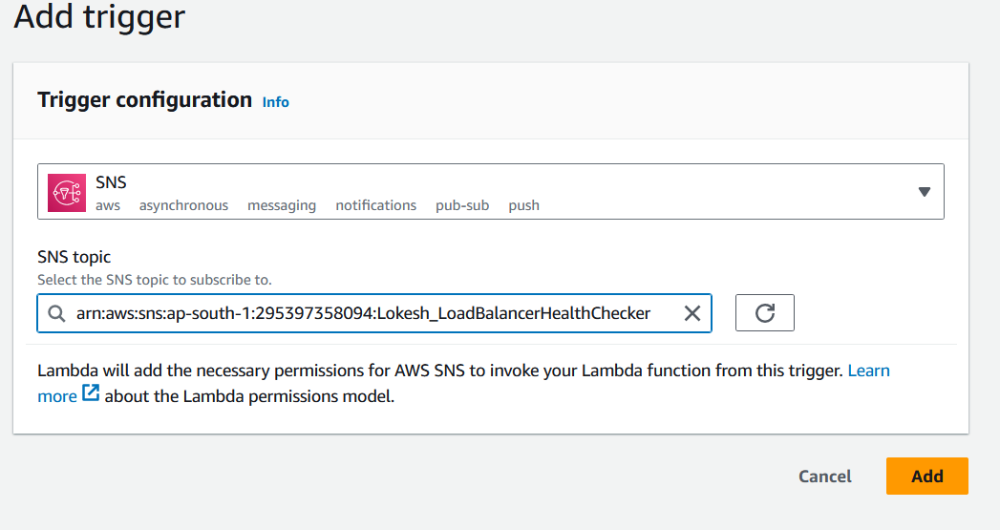 Add trigger
Trigger configuration Info
SNS
aws asynchronous messaging notifications pub-sub push
SNS topic
Select the SNS topic to subscribe to.
arn:aws:sns:ap-south-1:295397358094:Lokesh_LoadBalancerHealthChecker
Lambda will add the necessary permissions for AWS SNS to invoke your Lambda function from this trigger. Learn
more about the Lambda permissions model.
Cancel Add